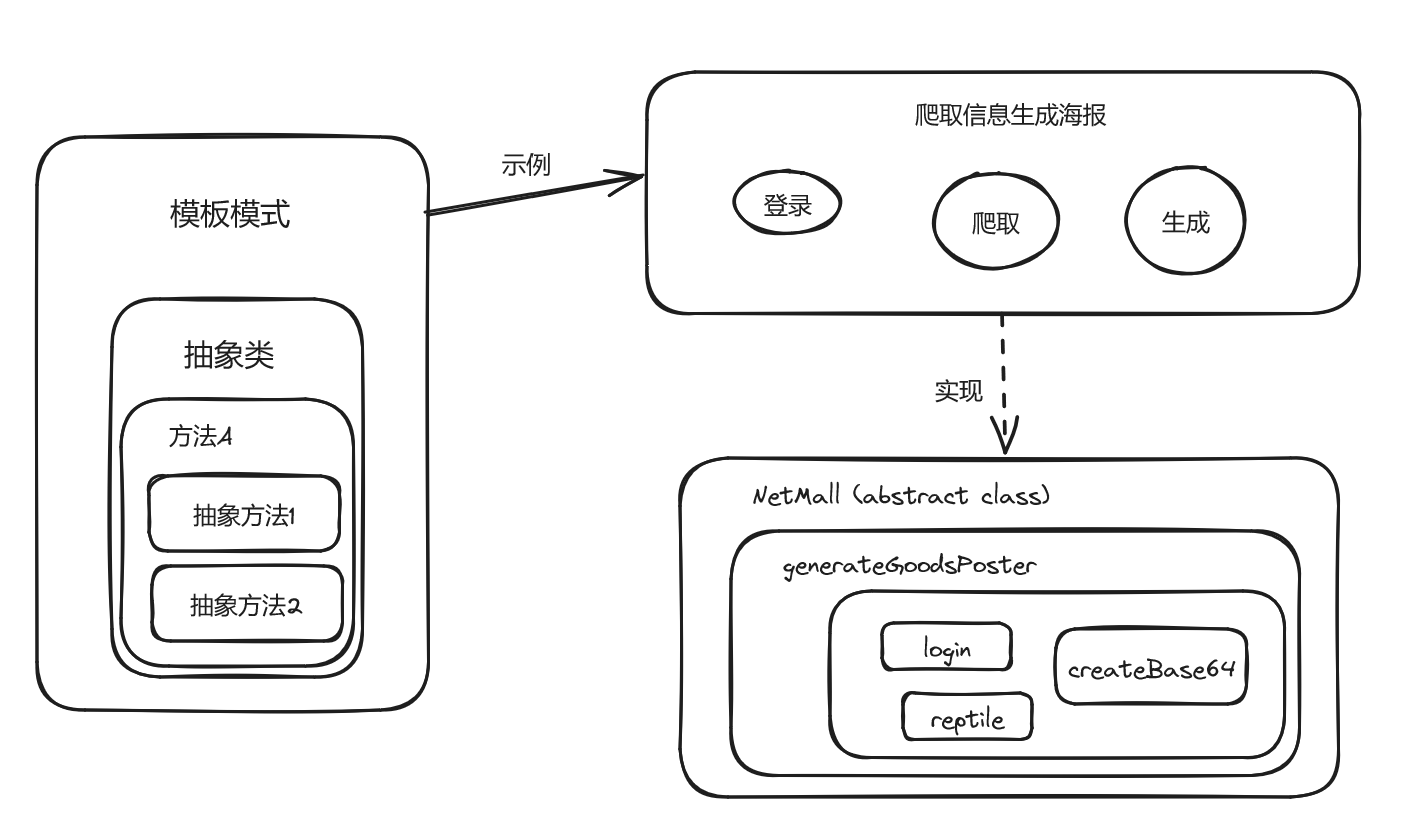 模板模式
抽象类
方法A
抽象方法1
抽象方法2
示例
爬取信息生成海报
登录
爬取
生成
实现
NetMall (abstract class)
generateGoodsPoster
login
reptile
createBase64